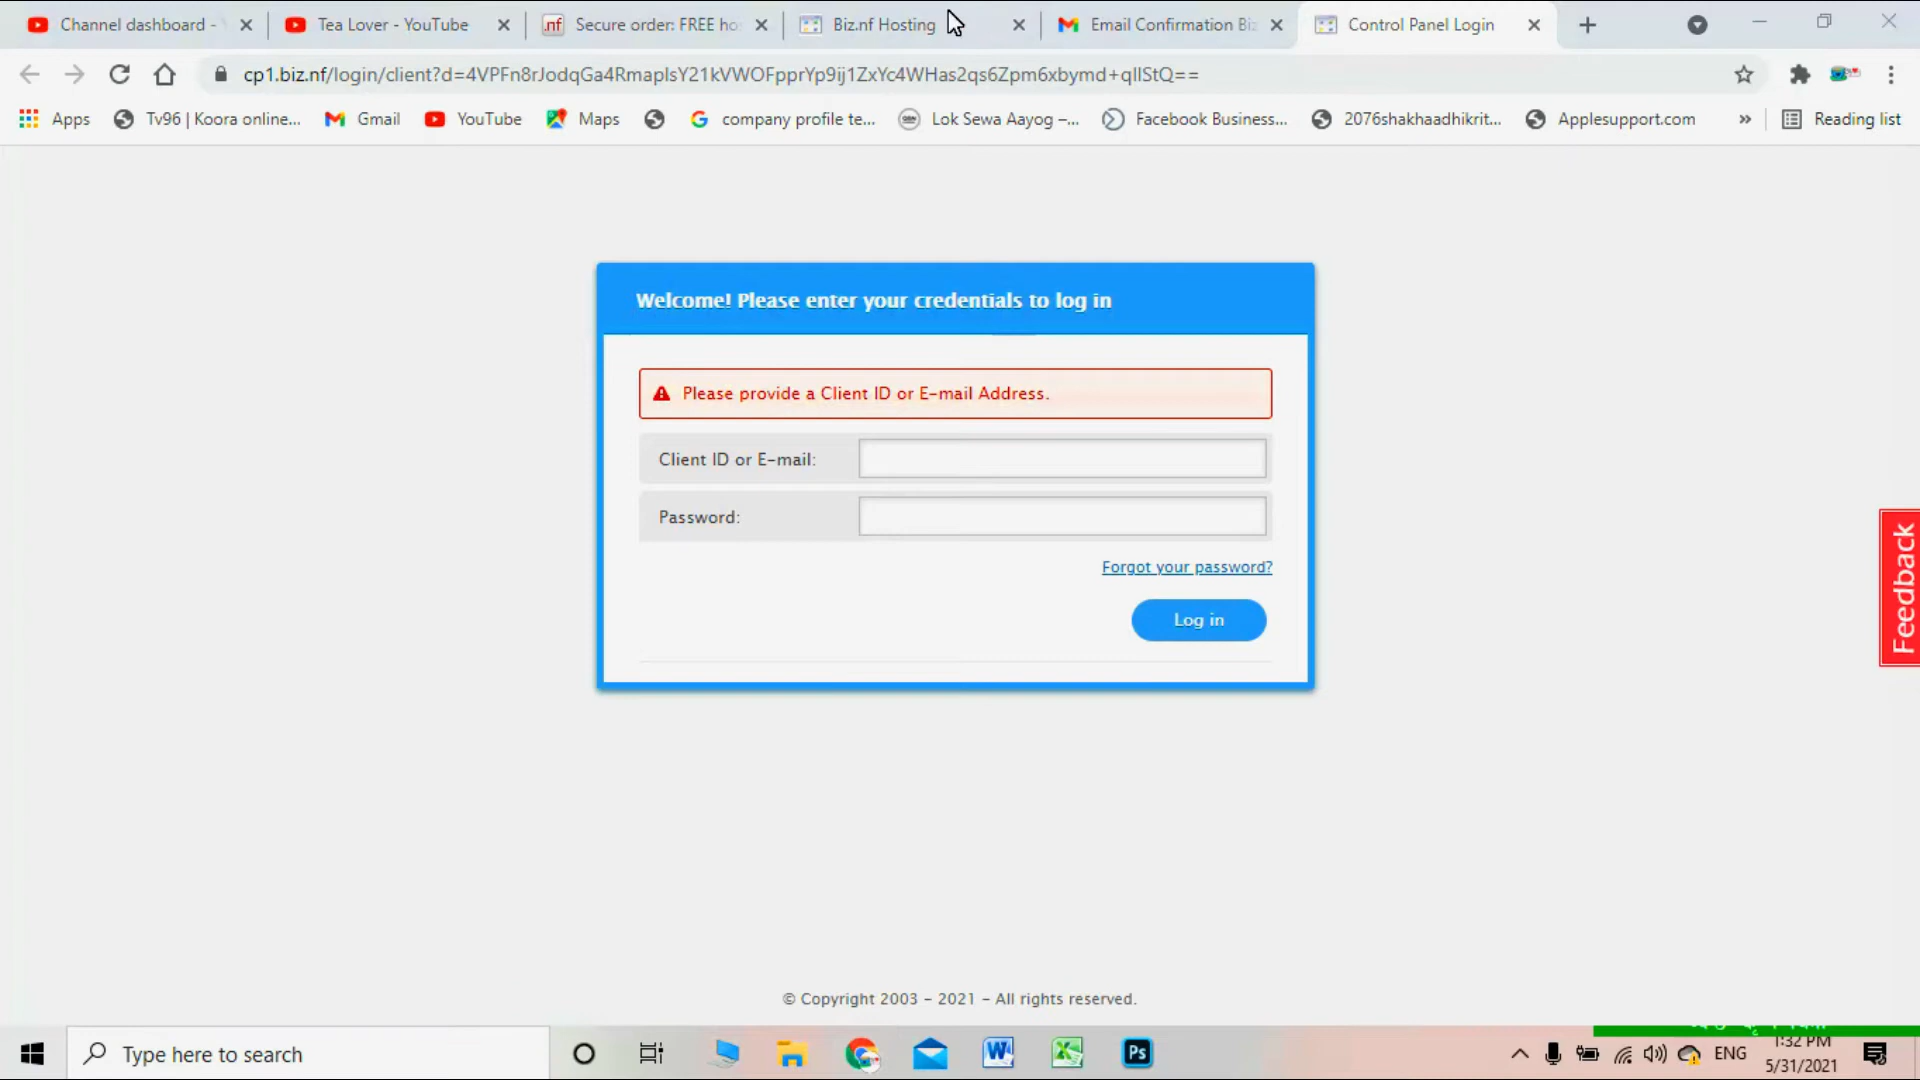 Channel dashboard -
Tea Lover - YouTube
.nf Secure order: FREE ho
Biz.nf Hosting
Email Confirmation Biz
Control Panel Login
cp1.biz.nf/login/client?d=4VPFn8rJodqGa4RmaplsY21kVWOFpprYp9ij1ZxYc4WHas2qs6Zpm6xbymd+qIlStQ==
Apps
Tv96 | Koora online...
Gmail
YouTube
Maps
company profile te...
Lok Sewa Aayog –...
Facebook Business...
2076shakhaadhikrit...
Applesupport.com
»
Reading list
Welcome! Please enter your credentials to log in
Please provide a Client ID or E-mail Address.
Client ID or E-mail:
Password:
Forgot your password?
Log in
Feedback
© Copyright 2003 - 2021 - All rights reserved.
Type here to search
Ps
ENG
1:32 PM
5/31/2021